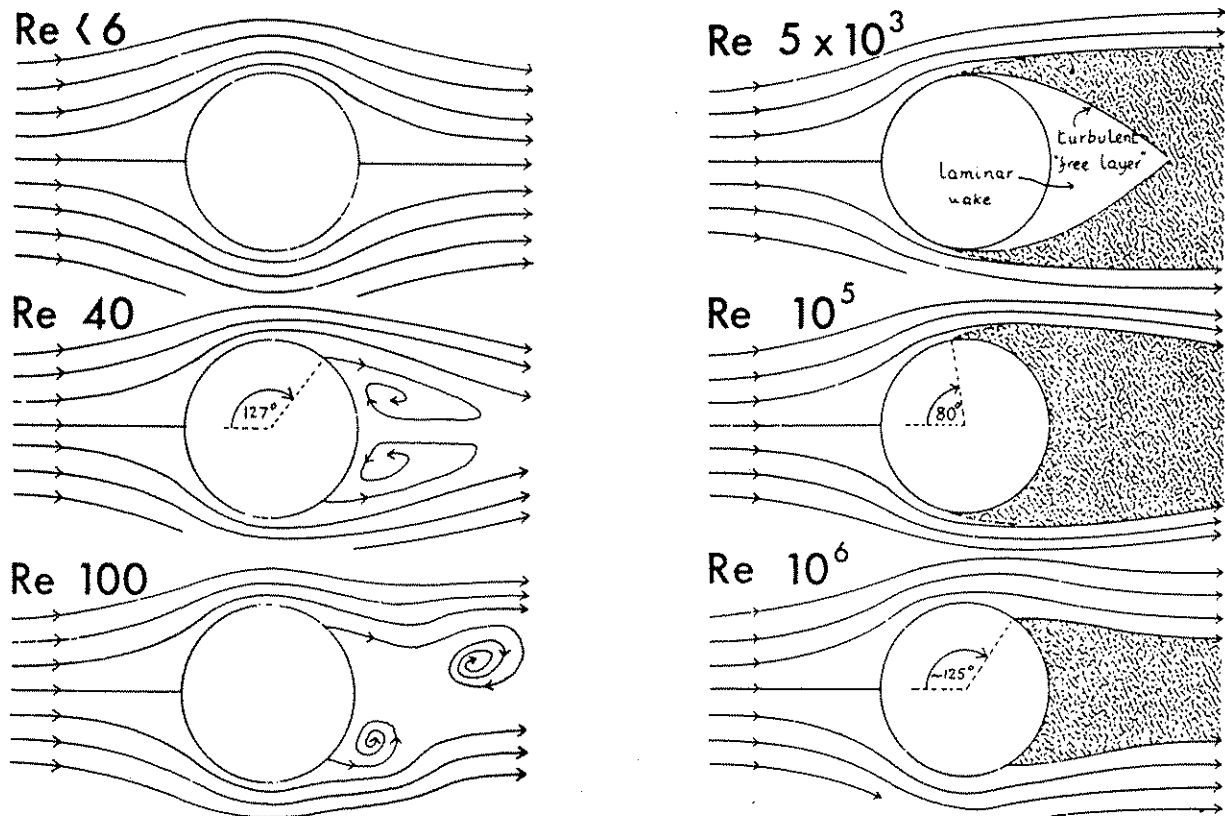 Re < 6
Re 5 x 10³
turbulent
"free layer"
laminar
wake
Re 40
127°
Re 10⁵
80°
Re 100
Re 10⁶
~125°